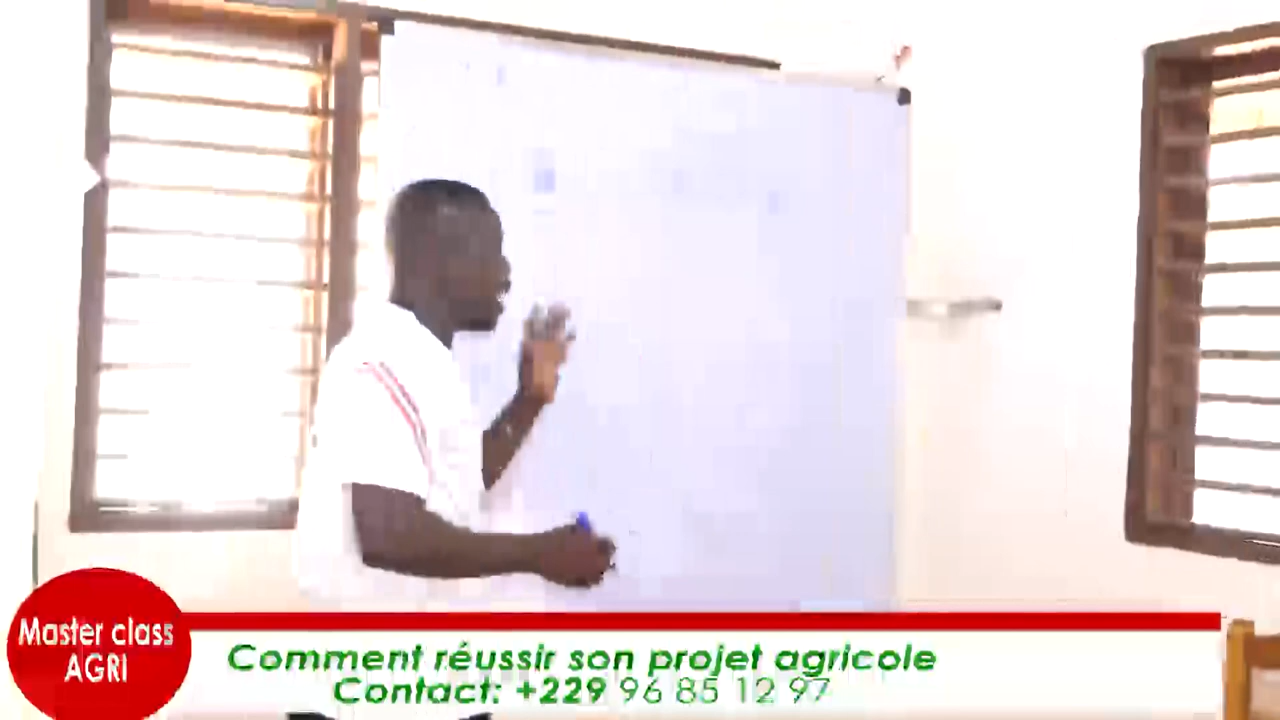 Master class
AGRI
Comment réussir son projet agricole
Contact: +229 96 85 12 97